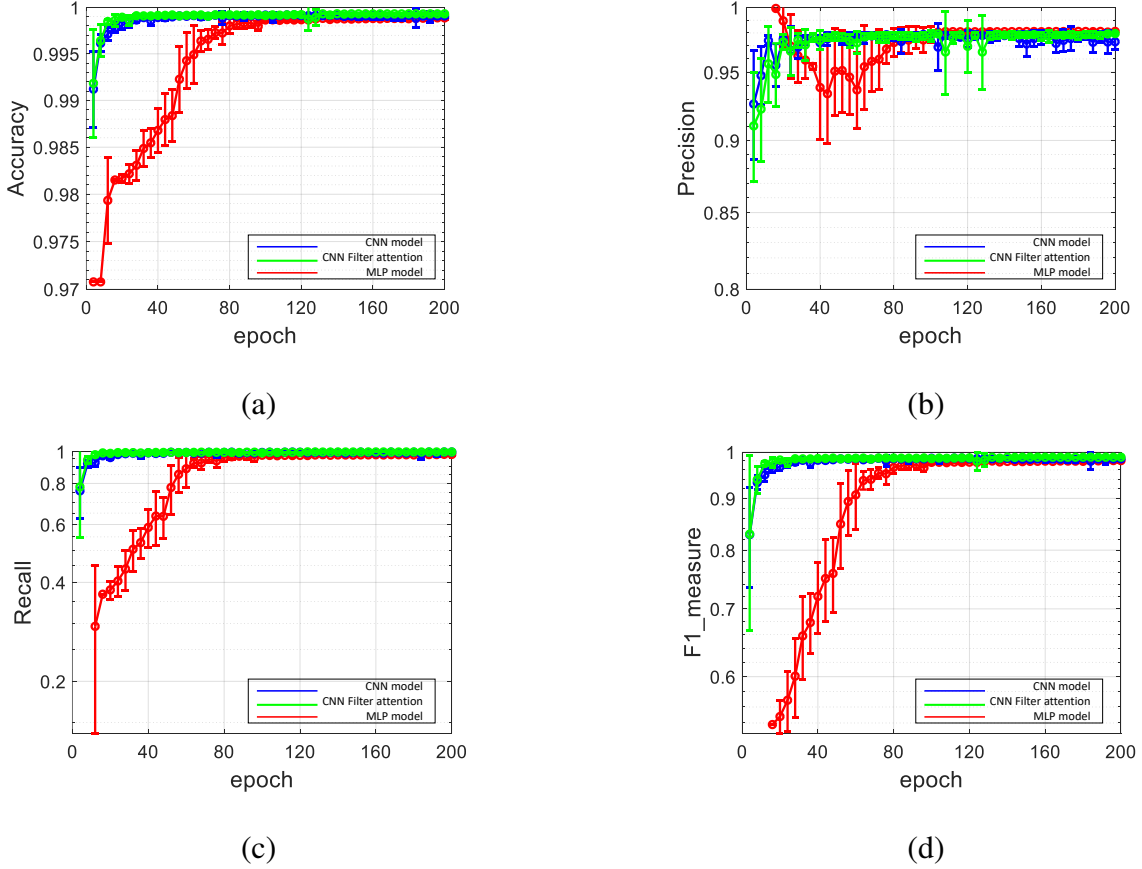 1
0.995
0.99
0.985
0.98
0.975
0.97
Accuracy
0 40 80 120 160 200
epoch
CNN model
CNN Filter attention
MLP model
(a)
0.95
0.9
0.85
0.8
Precision
0 40 80 120 160 200
epoch
CNN model
CNN Filter attention
MLP model
(b)
1
0.8
0.6
0.4
0.2
Recall
0 40 80 120 160 200
epoch
CNN model
CNN Filter attention
MLP model
(c)
1
0.9
0.8
0.7
0.6
F1_measure
0 40 80 120 160 200
epoch
CNN model
CNN Filter attention
MLP model
(d)